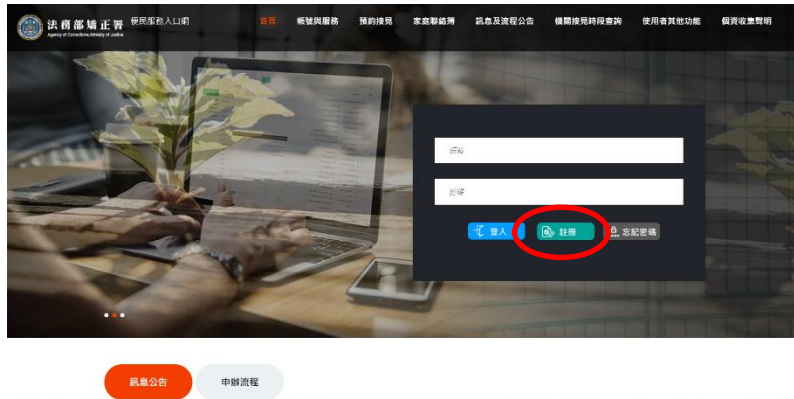 法務部矯正署 便民服務入口網
Agency of Corrections, Ministry of Justice
首頁 帳號與服務 預約接見 家庭聯絡簿 訊息及流程公告 機關接見時段查詢 使用者其他功能 個資收集聲明
信箱
密碼
登入 註冊 忘記密碼
訊息公告 申辦流程